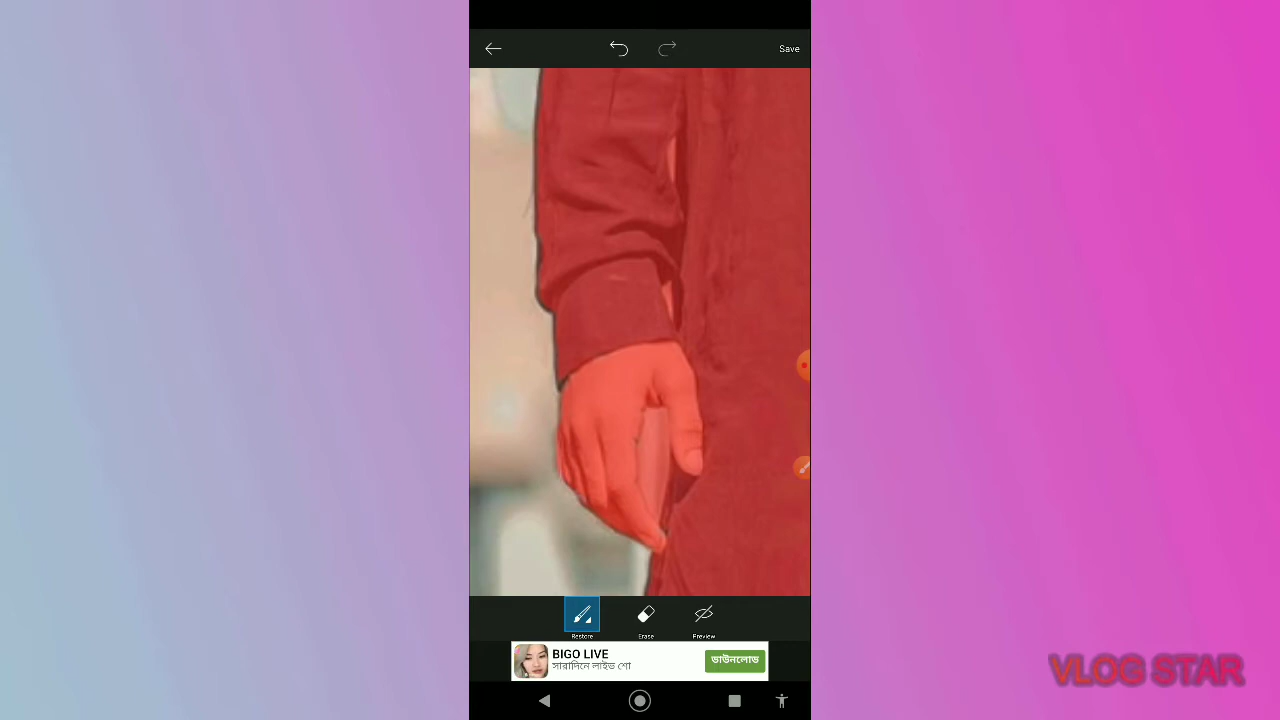 Save
Restore
Erase
Preview
BIGO LIVE
সারাদিনে লাইভ শো
ডাউনলোড
VLOG STAR